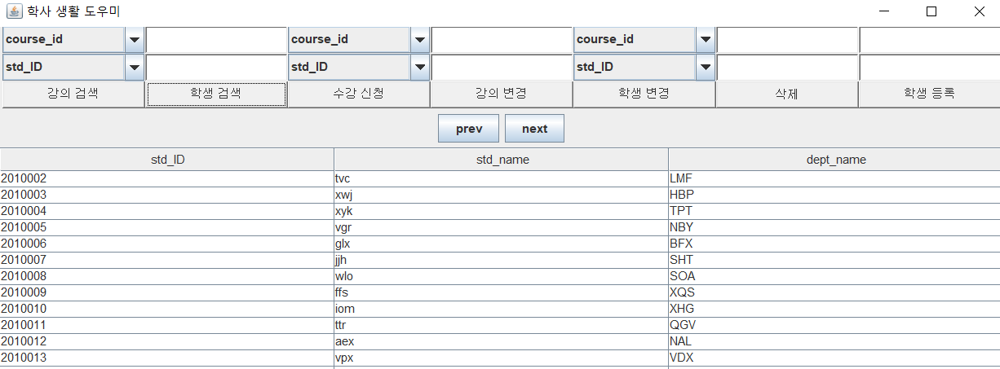 학사 생활 도우미
course_id course_id course_id
std_ID std_ID std_ID
강의 검색 학생 검색 수강 신청 강의 변경 학생 변경 삭제 학생 등록
prev next
std_ID std_name dept_name
2010002 tvc LMF
2010003 xwj HBP
2010004 xyk TPT
2010005 vgr NBY
2010006 glx BFX
2010007 jjh SHT
2010008 wlo SOA
2010009 ffs XQS
2010010 iom XHG
2010011 ttr QGV
2010012 aex NAL
2010013 vpx VDX